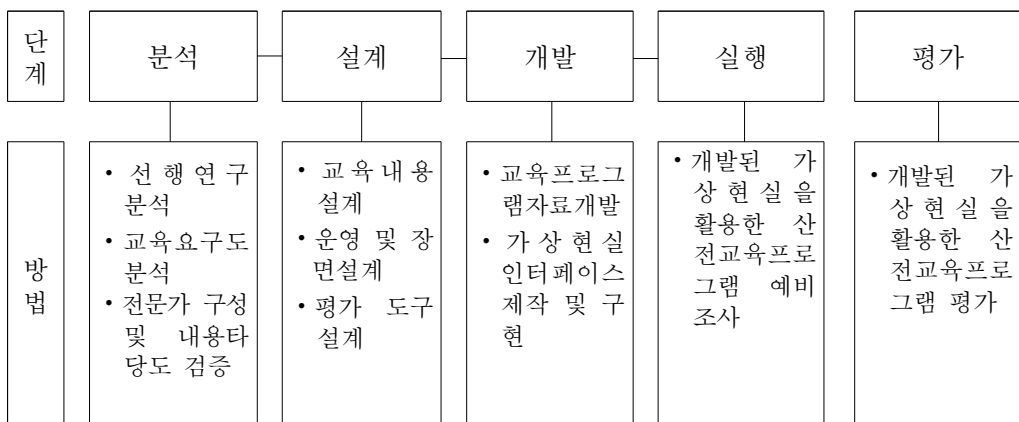 단
계
분석
설계
개발
실행
평가
방
법
• 선행연구
분석
• 교육요구도
분석
• 전문가 구성
및 내용타
당도 검증
• 교육내용
설계
• 운영 및 장
면설계
• 평가 도구
설계
• 교육프로그
램자료개발
• 가상현실
인터페이스
제작 및 구
현
• 개발된 가
상현실을
활용한 산
전교육프로
그램 예비
조사
• 개발된 가
상현실을
활용한 산
전교육프로
그램 평가